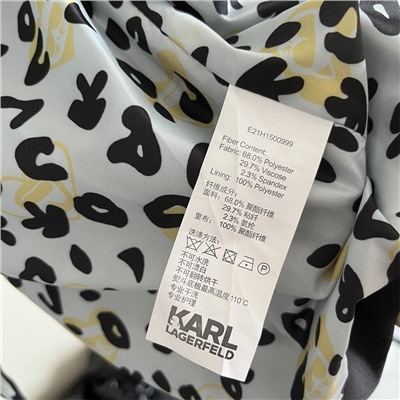 E21H1500999
Fiber Content:
Fabric: 68.0% Polyester
29.7% Viscose
2.3% Spandex
Lining: 100% Polyester
纤维成分:
面料: 68.0% 聚酯纤维
29.7% 粘纤
2.3% 氨纶
里布: 100% 聚酯纤维
洗涤方法:
不可水洗
不可漂白
不可翻转烘干
熨斗底板最高温度110℃
专业干洗
专业护理
KARL
LAGERFELD